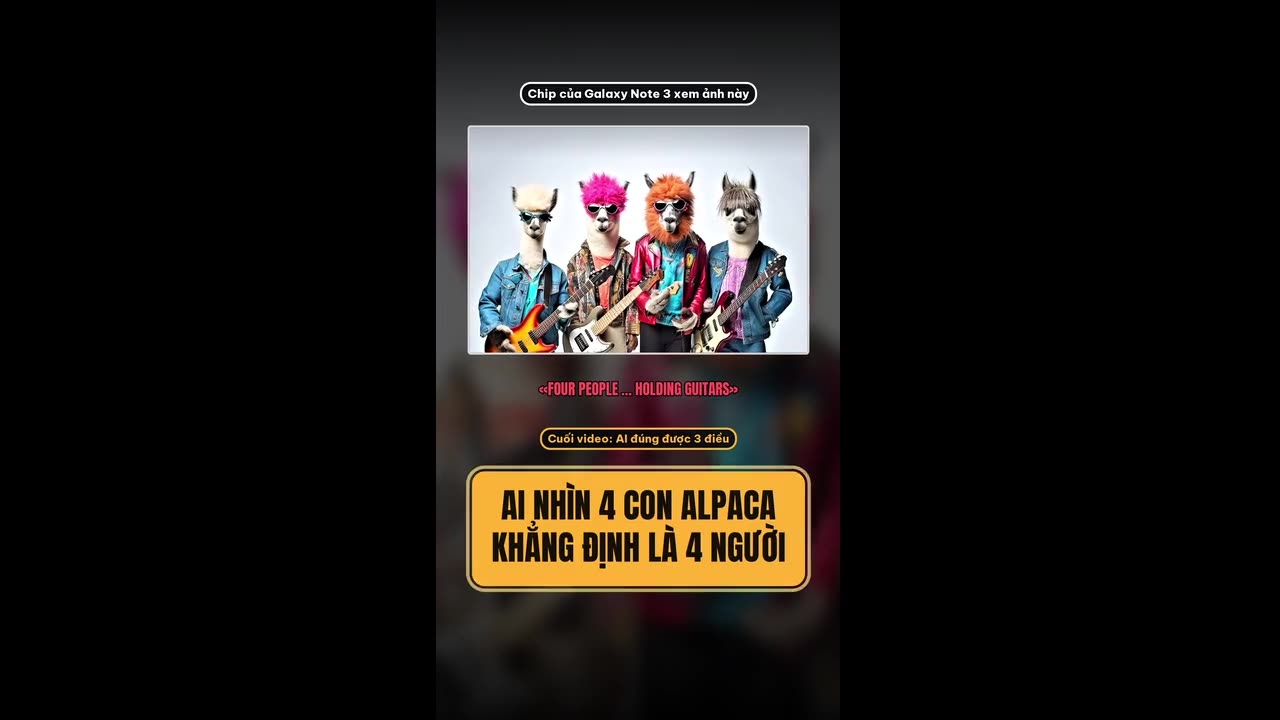 Chip của Galaxy Note 3 xem ảnh này
«FOUR PEOPLE ... HOLDING GUITARS»
Cuối video: AI đúng được 3 điều
AI NHÌN 4 CON ALPACA
KHẲNG ĐỊNH LÀ 4 NGƯỜI